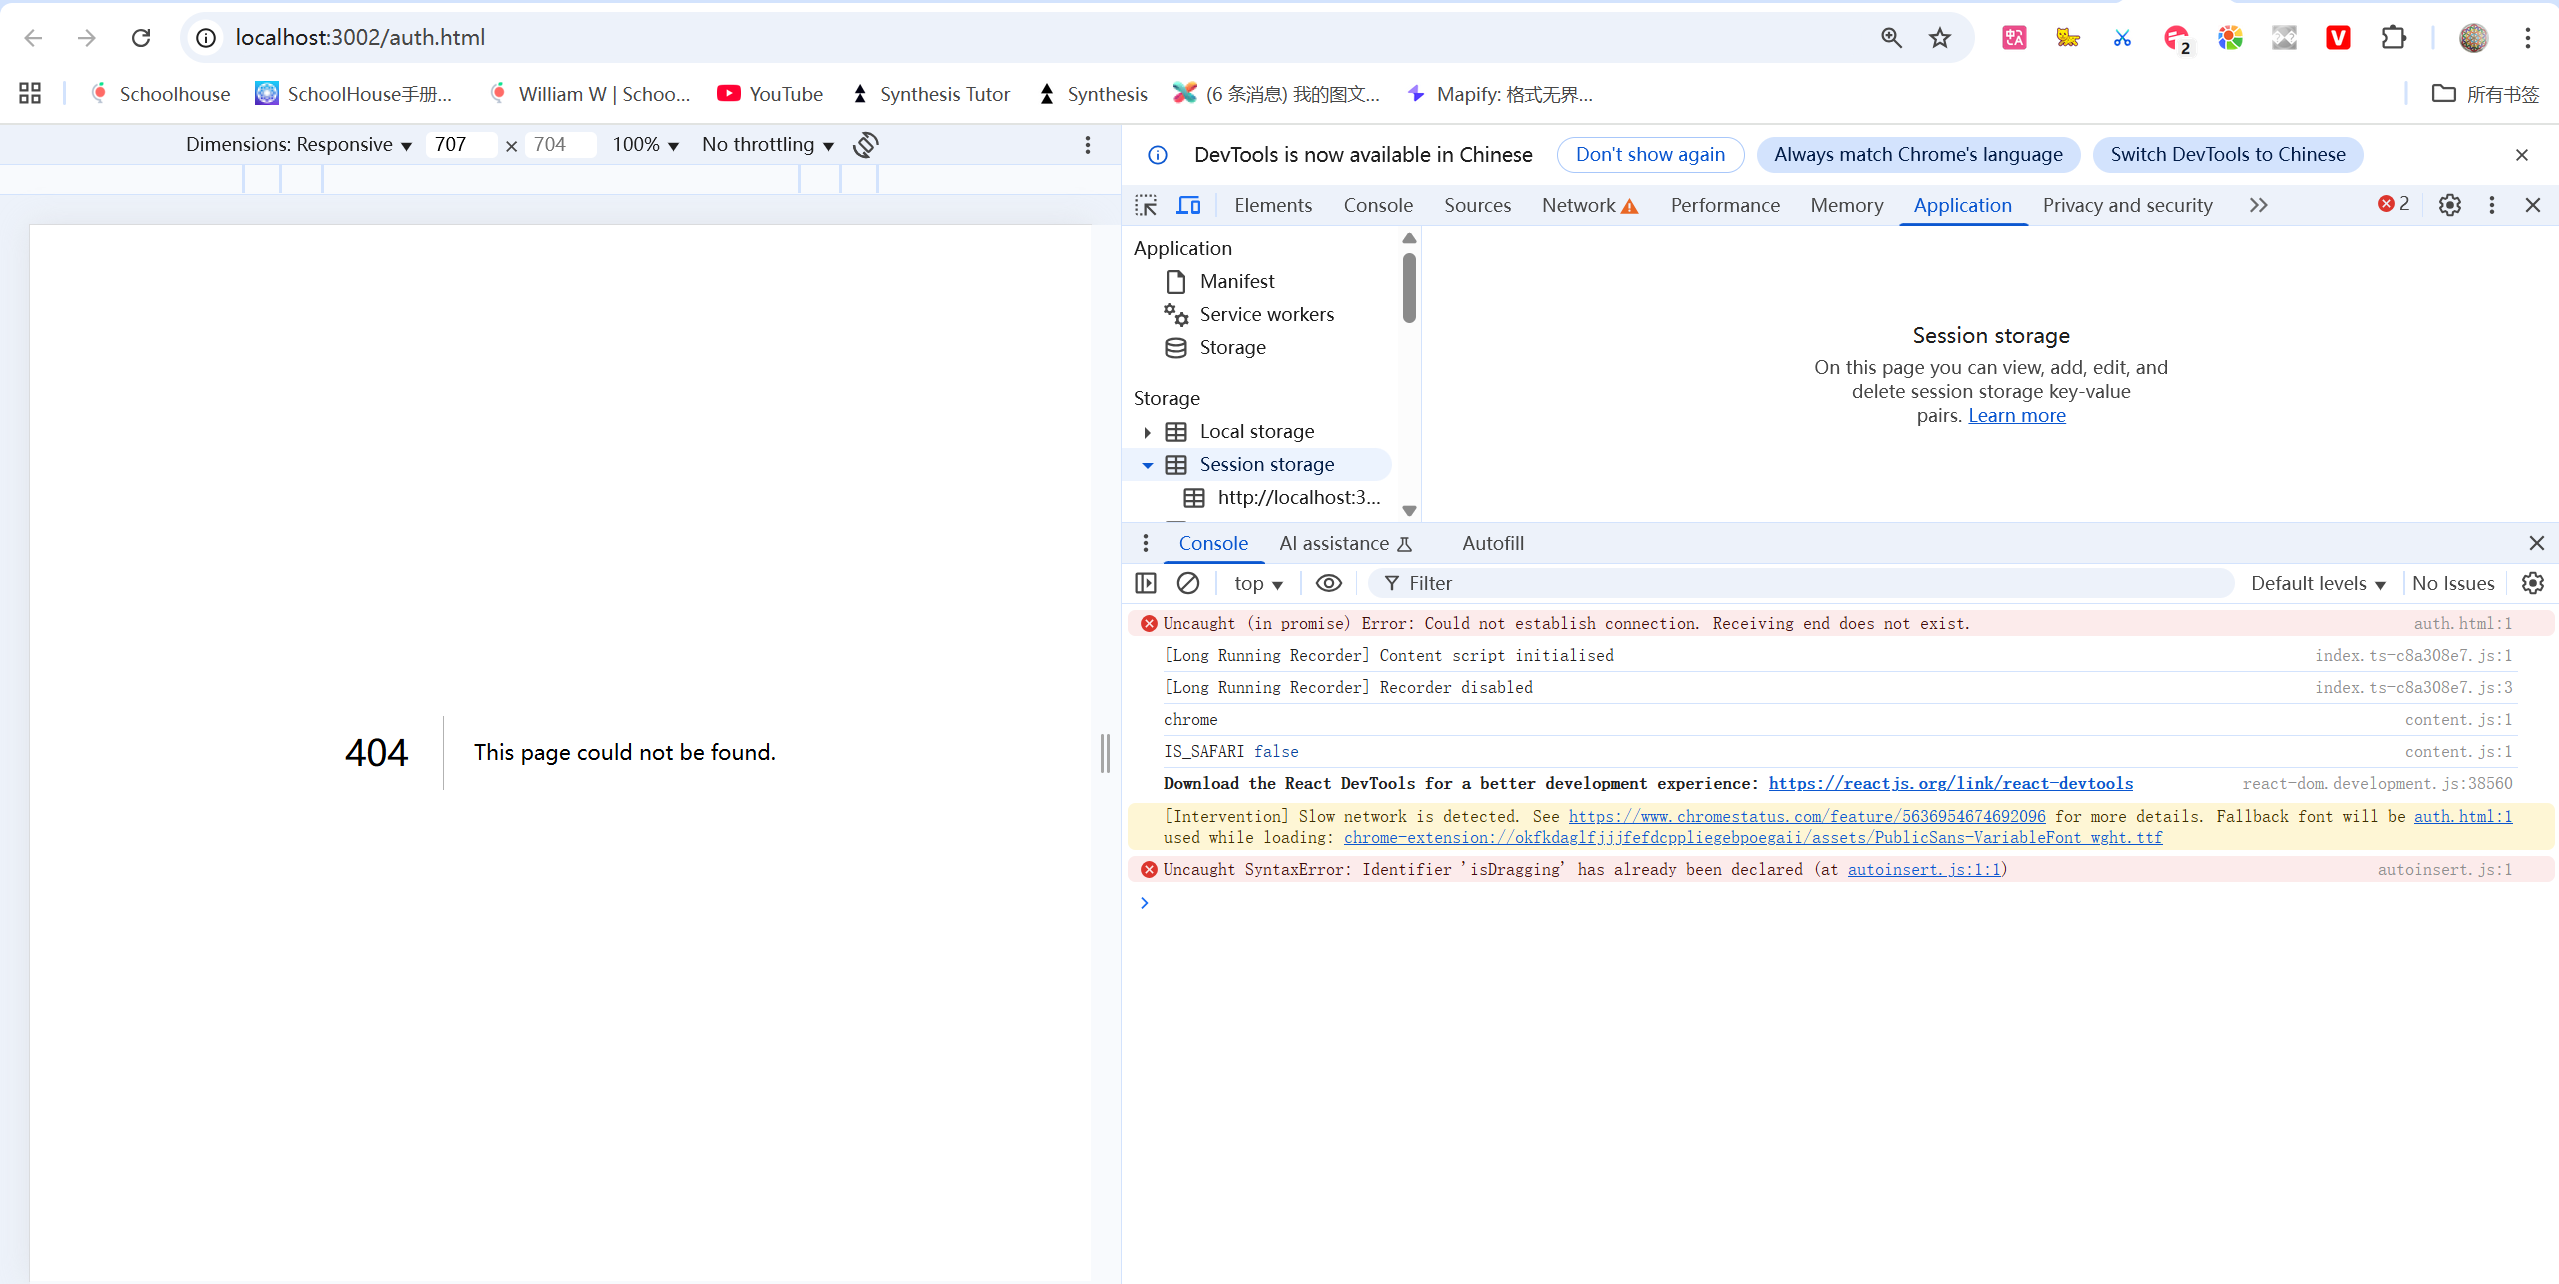 localhost:3002/auth.html
2
Schoolhouse
SchoolHouse手册...
William W | Schoo...
YouTube
Synthesis Tutor
Synthesis
(6 条消息) 我的图文...
Mapify: 格式无界...
所有书签
Dimensions: Responsive 707 × 704 100% No throttling
DevTools is now available in Chinese
Don't show again
Always match Chrome's language
Switch DevTools to Chinese
Elements Console Sources Network Performance Memory Application Privacy and security
2
Application
Manifest
Service workers
Storage
Storage
Local storage
Session storage
http://localhost:3...
Session storage
On this page you can view, add, edit, and
delete session storage key-value
pairs. Learn more
404
This page could not be found.
Console AI assistance Autofill
top Filter Default levels No Issues
Uncaught (in promise) Error: Could not establish connection. Receiving end does not exist. auth.html:1
[Long Running Recorder] Content script initialised index.ts-c8a308e7.js:1
[Long Running Recorder] Recorder disabled index.ts-c8a308e7.js:3
chrome content.js:1
IS_SAFARI false content.js:1
Download the React DevTools for a better development experience: https://reactjs.org/link/react-devtools react-dom.development.js:38560
[Intervention] Slow network is detected. See https://www.chromestatus.com/feature/5636954674692096 for more details. Fallback font will be auth.html:1
used while loading: chrome-extension://okfkdaglfjjjfefdcppliegebpoegaii/assets/PublicSans-VariableFont_wght.ttf
Uncaught SyntaxError: Identifier 'isDragging' has already been declared (at autoinsert.js:1:1) autoinsert.js:1